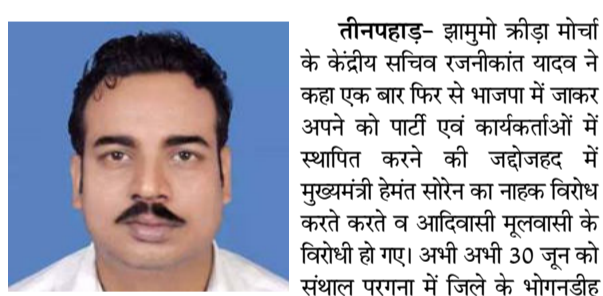 तीनपहाड़- झामुमो क्रीड़ा मोर्चा
के केंद्रीय सचिव रजनीकांत यादव ने
कहा एक बार फिर से भाजपा में जाकर
अपने को पार्टी एवं कार्यकर्ताओं में
स्थापित करने की जद्दोजहद में
मुख्यमंत्री हेमंत सोरेन का नाहक विरोध
करते करते व आदिवासी मूलवासी के
विरोधी हो गए। अभी अभी 30 जून को
संथाल परगना में जिले के भोगनडीह